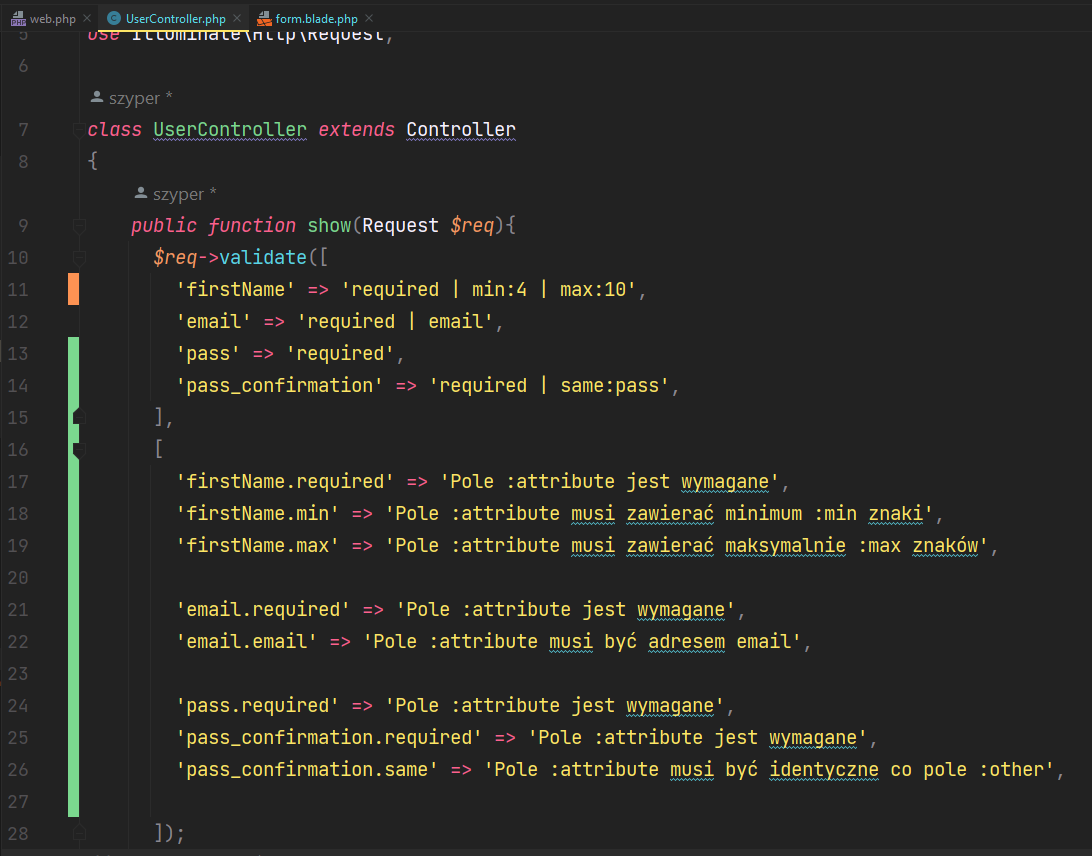 web.php UserController.php form.blade.php
5 use Illuminate\Http\Request;
6
szyper *
7 class UserController extends Controller
8 {
szyper *
9 public function show(Request $req){
10 $req->validate([
11 'firstName' => 'required | min:4 | max:10',
12 'email' => 'required | email',
13 'pass' => 'required',
14 'pass_confirmation' => 'required | same:pass',
15 ],
16 [
17 'firstName.required' => 'Pole :attribute jest wymagane',
18 'firstName.min' => 'Pole :attribute musi zawierać minimum :min znaki',
19 'firstName.max' => 'Pole :attribute musi zawierać maksymalnie :max znaków',
20
21 'email.required' => 'Pole :attribute jest wymagane',
22 'email.email' => 'Pole :attribute musi być adresem email',
23
24 'pass.required' => 'Pole :attribute jest wymagane',
25 'pass_confirmation.required' => 'Pole :attribute jest wymagane',
26 'pass_confirmation.same' => 'Pole :attribute musi być identyczne co pole :other',
27
28 ]);